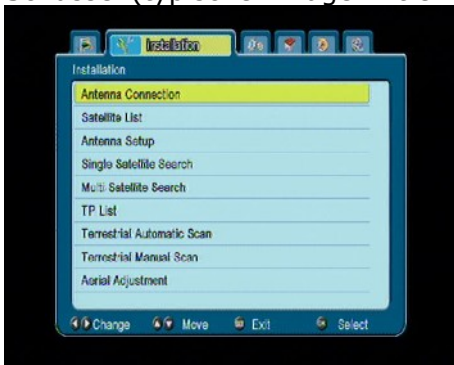 Installation
Installation
Antenna Connection
Satellite List
Antenna Setup
Single Satellite Search
Multi Satellite Search
TP List
Terrestrial Automatic Scan
Terrestrial Manual Scan
Aerial Adjustment
Change Move Exit Select